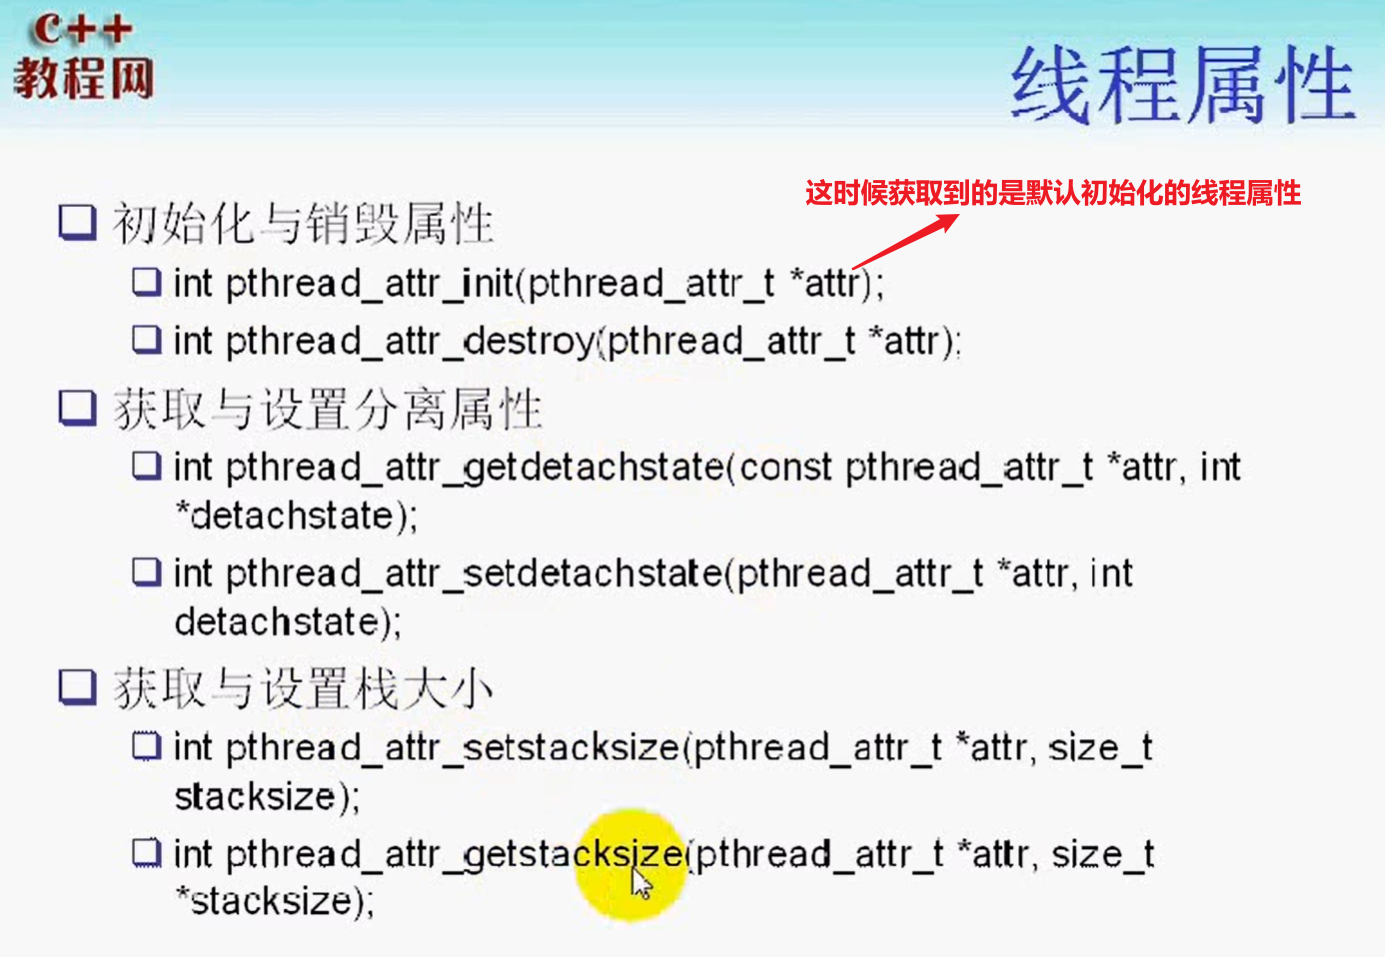 C++
教程网
线程属性
这时候获取到的是默认初始化的线程属性
初始化与销毁属性
int pthread_attr_init(pthread_attr_t *attr);
int pthread_attr_destroy(pthread_attr_t *attr);
获取与设置分离属性
int pthread_attr_getdetachstate(const pthread_attr_t *attr, int
*detachstate);
int pthread_attr_setdetachstate(pthread_attr_t *attr, int
detachstate);
获取与设置栈大小
int pthread_attr_setstacksize(pthread_attr_t *attr, size_t
stacksize);
int pthread_attr_getstacksize(pthread_attr_t *attr, size_t
*stacksize);